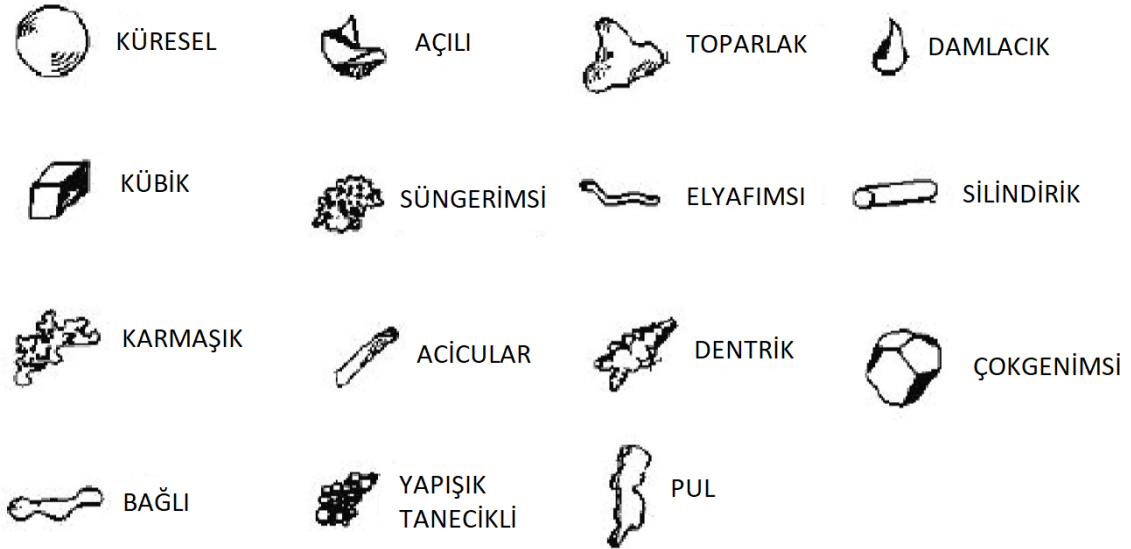 KÜRESEL
AÇILI
TOPARLAK
DAMLACIK
KÜBİK
SÜNGERİMSİ
ELYAFIMSI
SİLİNDİRİK
KARMAŞIK
ACİCULAR
DENTRİK
ÇOKGENİMSİ
BAĞLI
YAPIŞIK
TANECİKLİ
PUL